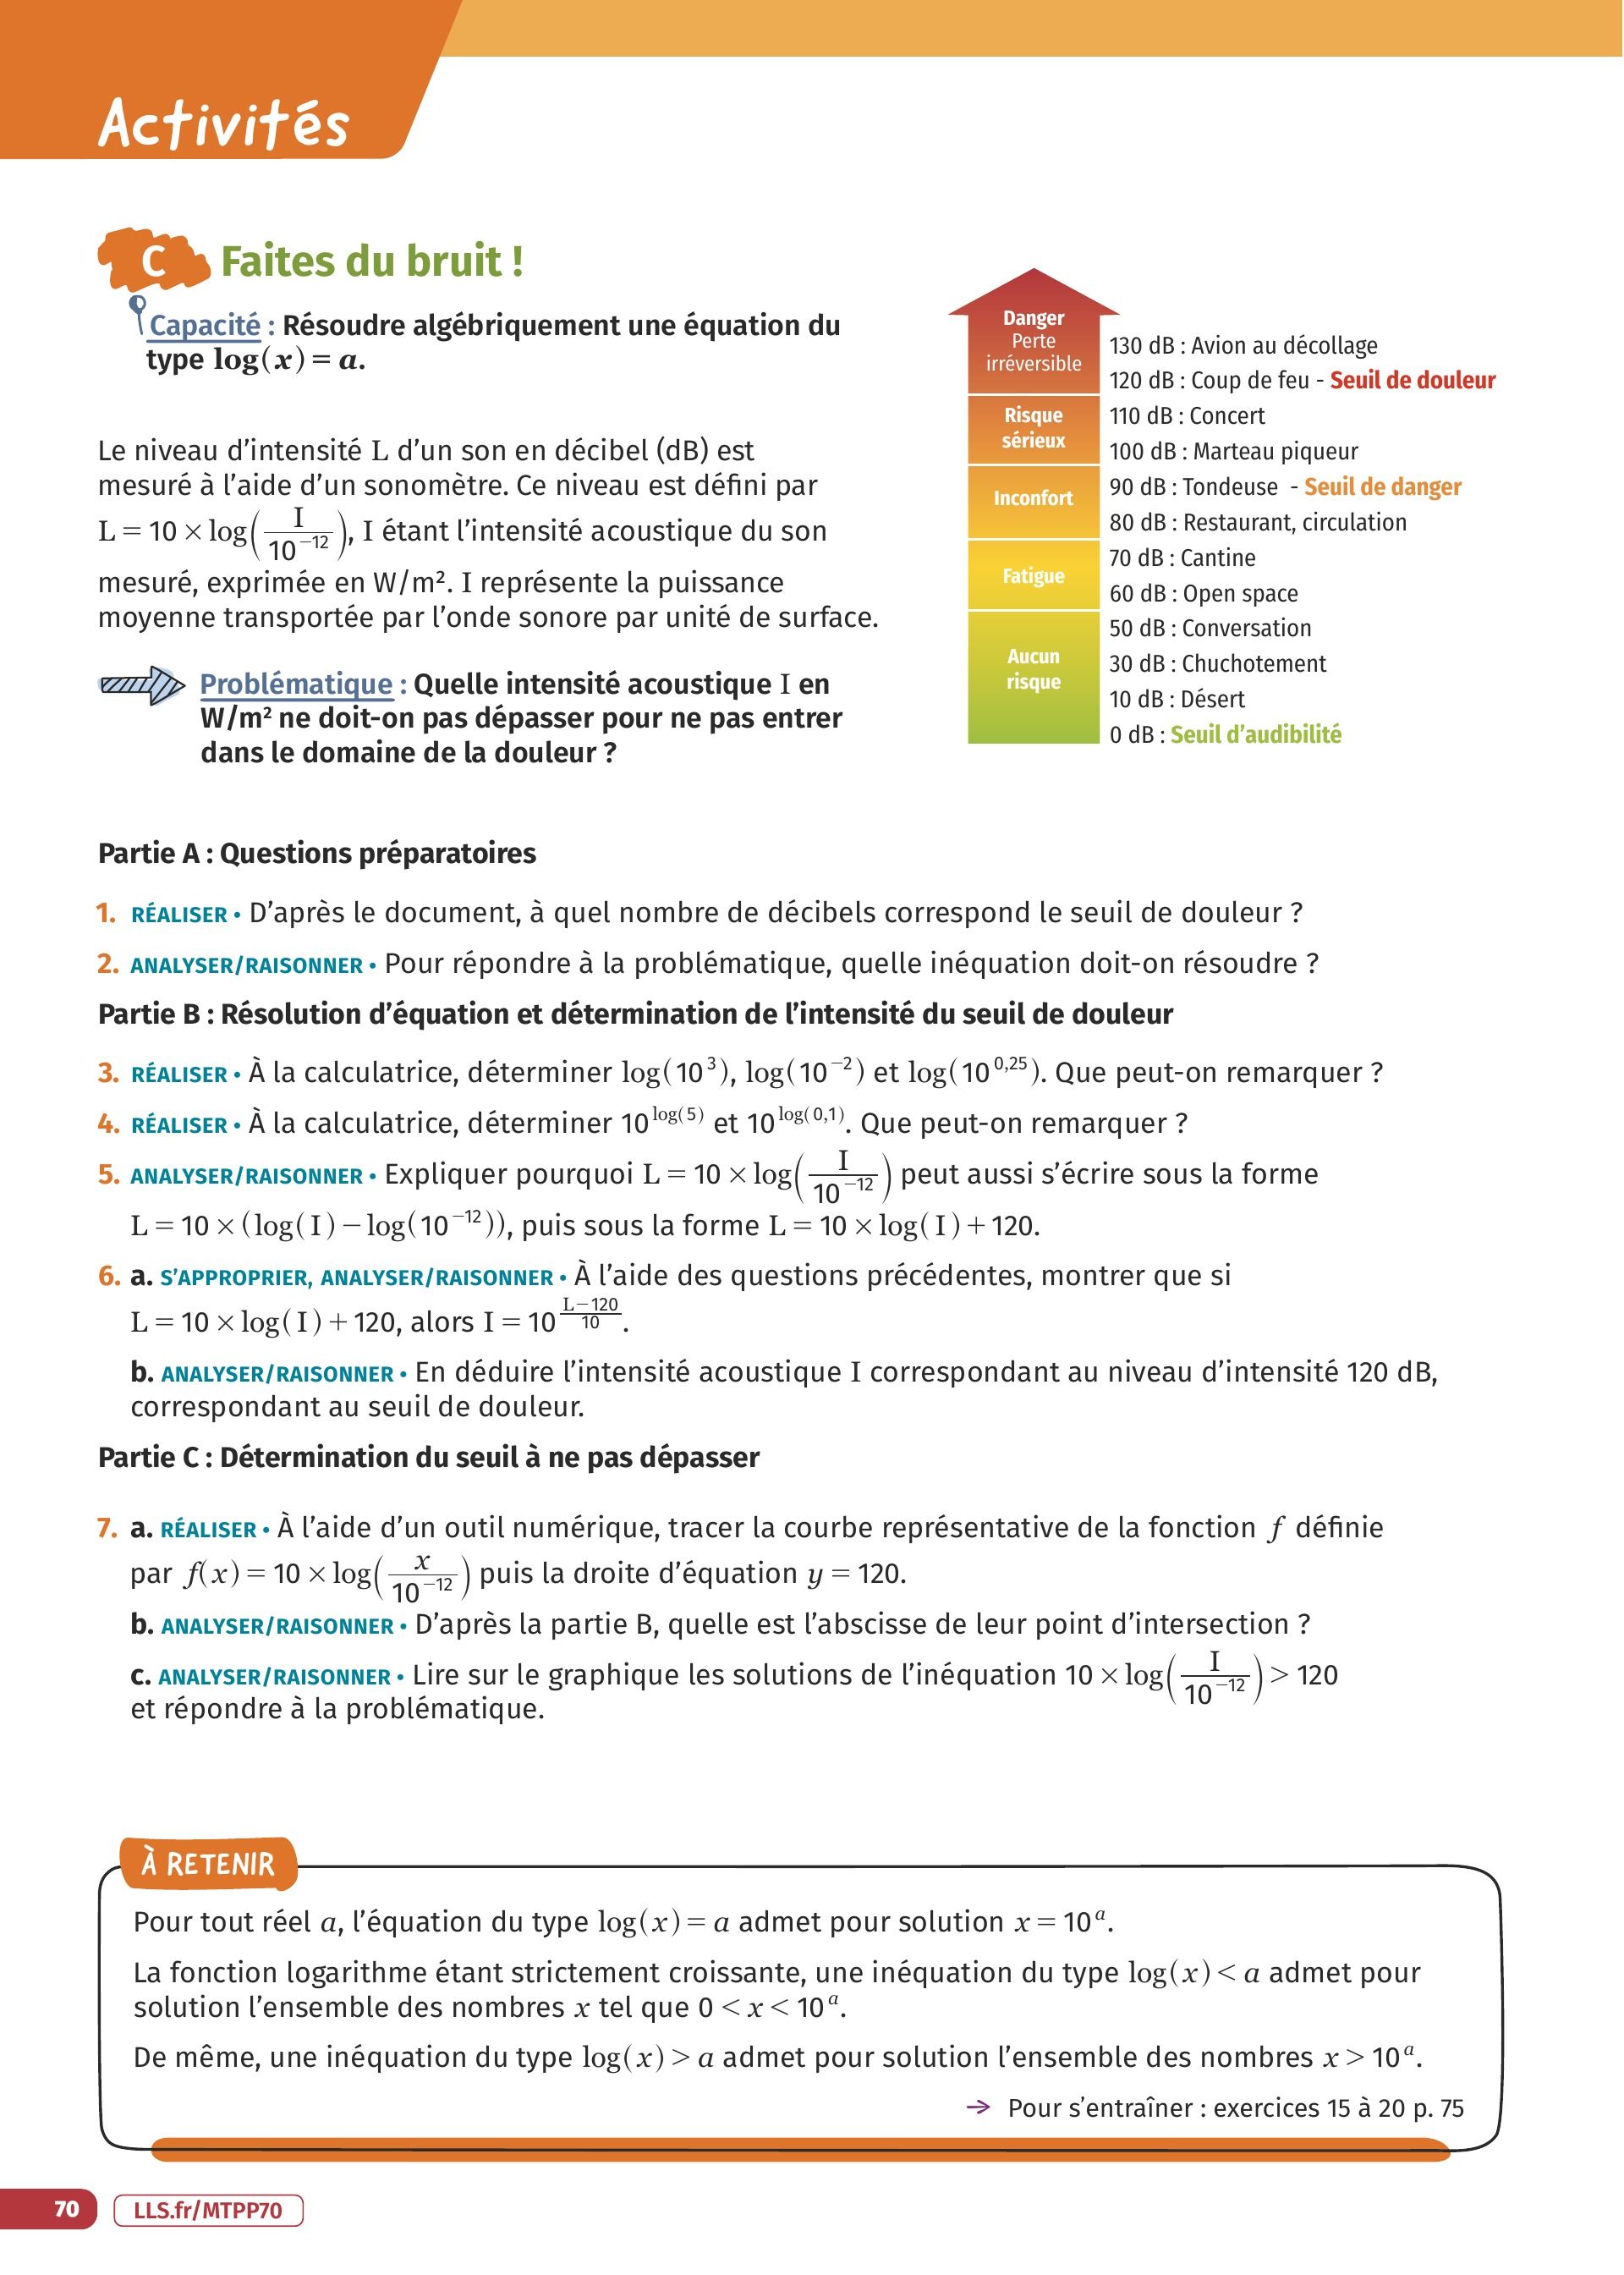 Activités
C Faites du bruit !
Capacité : Résoudre algébriquement une équation du
type log(x) = a.
Le niveau d’intensité L d’un son en décibel (dB) est
mesuré à l’aide d’un sonomètre. Ce niveau est défini par
L = 10 × log(I/10⁻¹²), I étant l’intensité acoustique du son
mesuré, exprimée en W/m². I représente la puissance
moyenne transportée par l’onde sonore par unité de surface.
Problématique : Quelle intensité acoustique I en
W/m² ne doit-on pas dépasser pour ne pas entrer
dans le domaine de la douleur ?
Danger
Perte
irréversible
Risque
sérieux
Inconfort
Fatigue
Aucun
risque
130 dB : Avion au décollage
120 dB : Coup de feu - Seuil de douleur
110 dB : Concert
100 dB : Marteau piqueur
90 dB : Tondeuse - Seuil de danger
80 dB : Restaurant, circulation
70 dB : Cantine
60 dB : Open space
50 dB : Conversation
30 dB : Chuchotement
10 dB : Désert
0 dB : Seuil d’audibilité
Partie A : Questions préparatoires
1. RÉALISER • D’après le document, à quel nombre de décibels correspond le seuil de douleur ?
2. ANALYSER/RAISONNER • Pour répondre à la problématique, quelle inéquation doit-on résoudre ?
Partie B : Résolution d’équation et détermination de l’intensité du seuil de douleur
3. RÉALISER • À la calculatrice, déterminer log(10^3), log(10^−2) et log(10^0,25). Que peut-on remarquer ?
4. RÉALISER • À la calculatrice, déterminer 10^log(5) et 10^log(0,1). Que peut-on remarquer ?
5. ANALYSER/RAISONNER • Expliquer pourquoi L = 10 × log(I/10⁻¹²) peut aussi s’écrire sous la forme
L = 10 × (log(I) − log(10⁻¹²)), puis sous la forme L = 10 × log(I) + 120.
6. a. S’APPROPRIER, ANALYSER/RAISONNER • À l’aide des questions précédentes, montrer que si
L = 10 × log(I) + 120, alors I = 10^((L−120)/10).
b. ANALYSER/RAISONNER • En déduire l’intensité acoustique I correspondant au niveau d’intensité 120 dB,
correspondant au seuil de douleur.
Partie C : Détermination du seuil à ne pas dépasser
7. a. RÉALISER • À l’aide d’un outil numérique, tracer la courbe représentative de la fonction f définie
par f(x) = 10 × log(x/10⁻¹²) puis la droite d’équation y = 120.
b. ANALYSER/RAISONNER • D’après la partie B, quelle est l’abscisse de leur point d’intersection ?
c. ANALYSER/RAISONNER • Lire sur le graphique les solutions de l’inéquation 10 × log(I/10⁻¹²) > 120
et répondre à la problématique.
À RETENIR
Pour tout réel a, l’équation du type log(x) = a admet pour solution x = 10^a.
La fonction logarithme étant strictement croissante, une inéquation du type log(x) < a admet pour
solution l’ensemble des nombres x tel que 0 < x < 10^a.
De même, une inéquation du type log(x) > a admet pour solution l’ensemble des nombres x > 10^a.
→ Pour s’entraîner : exercices 15 à 20 p. 75
70 LLS.fr/MTPP70